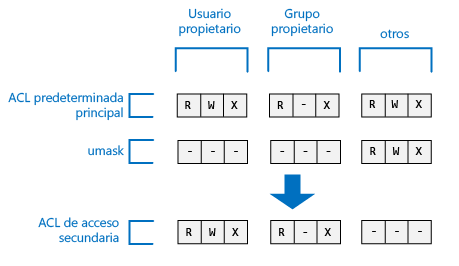 Usuario
propietario
Grupo
propietario
otros
ACL predeterminada
principal
R W X
R - X
R W X
umask
- - -
- - -
R W X
ACL de acceso
secundaria
R W X
R - X
- - -